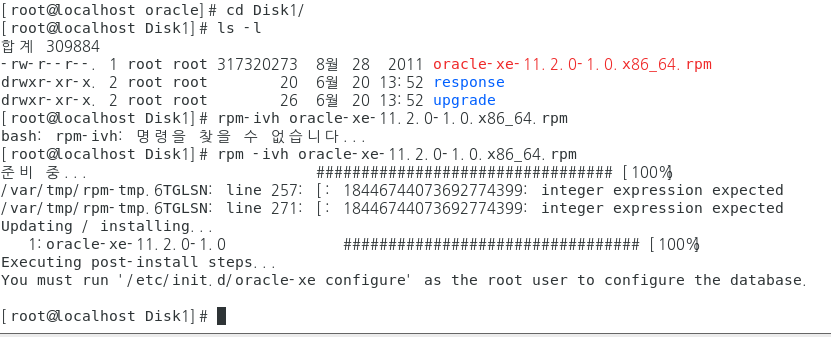 [root@localhost oracle]# cd Disk1/
[root@localhost Disk1]# ls -l
합계 309884
-rw-r--r--. 1 root root 317320273  8월 28  2011 oracle-xe-11.2.0-1.0.x86_64.rpm
drwxr-xr-x. 2 root root        20  6월 20 13:52 response
drwxr-xr-x. 2 root root        26  6월 20 13:52 upgrade
[root@localhost Disk1]# rpm-ivh oracle-xe-11.2.0-1.0.x86_64.rpm
bash: rpm-ivh: 명령을 찾을 수 없습니다...
[root@localhost Disk1]# rpm -ivh oracle-xe-11.2.0-1.0.x86_64.rpm
준비 중...                         ################################# [100%]
/var/tmp/rpm-tmp.6TGLSN: line 257: [: 18446744073692774399: integer expression expected
/var/tmp/rpm-tmp.6TGLSN: line 271: [: 18446744073692774399: integer expression expected
Updating / installing...
   1:oracle-xe-11.2.0-1.0             ################################# [100%]
Executing post-install steps...
You must run '/etc/init.d/oracle-xe configure' as the root user to configure the database.
[root@localhost Disk1]#